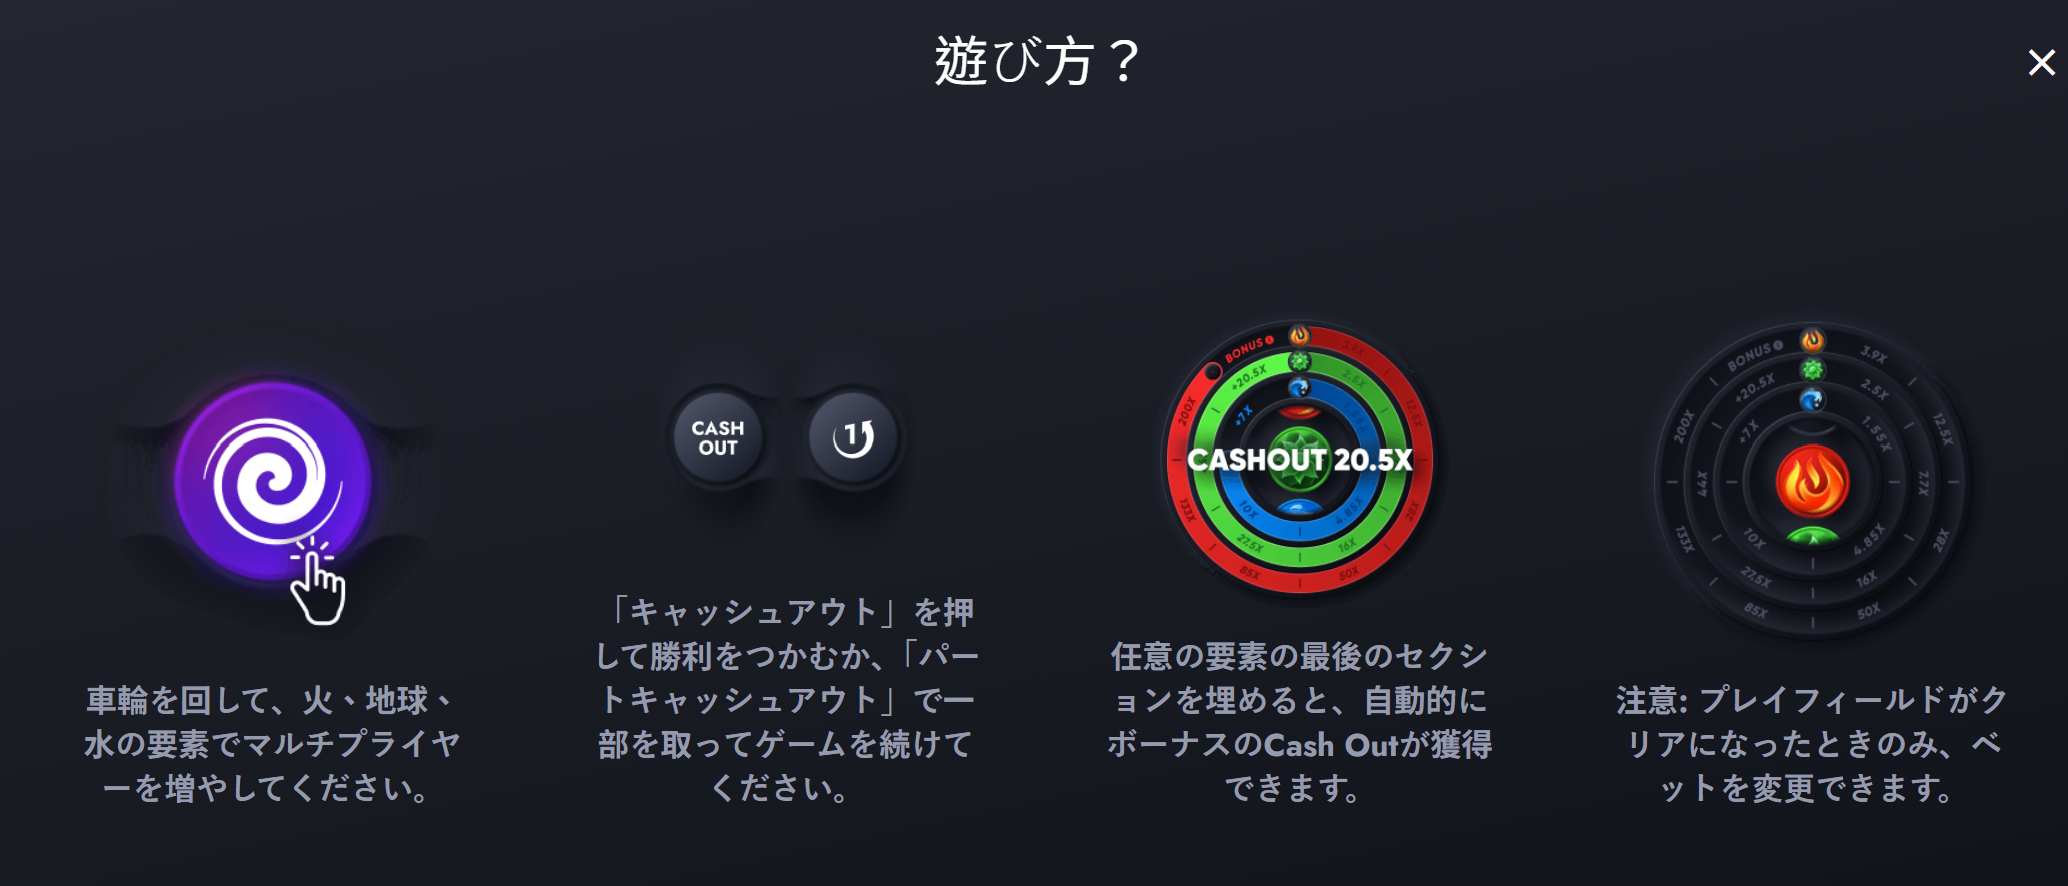 遊び方？
車輪を回して、火、地球、
水の要素でマルチプライヤ
ーを増やしてください。
CASH
OUT
1
「キャッシュアウト」を押
して勝利をつかむか、「パー
トキャッシュアウト」で一
部を取ってゲームを続けて
ください。
BONUS
3.9X
12.5X
28X
50X
85X
133X
200X
+20.5X
2.5X
16X
27.5X
+7X
4.85X
10X
CASHOUT 20.5X
任意の要素の最後のセクシ
ョンを埋めると、自動的に
ボーナスのCash Outが獲得
できます。
BONUS
3.9X
12.5X
28X
50X
85X
133X
200X
+20.5X
2.5X
7.7X
16X
27.5X
44X
+7X
1.55X
4.85X
10X
注意: プレイフィールドがク
リアになったときのみ、ベ
ットを変更できます。